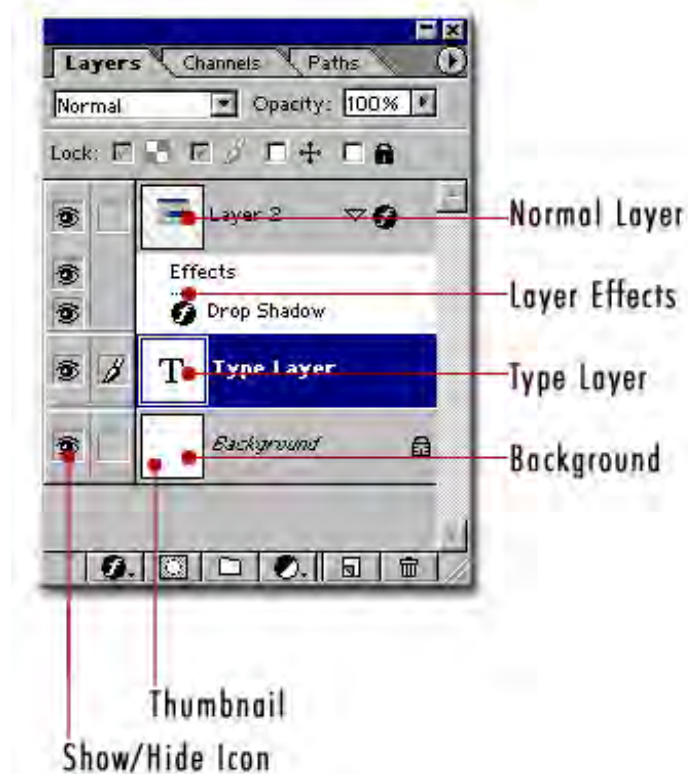 Layers Channels Paths
Normal Opacity: 100%
Lock:
Layer 2
Normal Layer
Effects
Layer Effects
Drop Shadow
T Type Layer
Type Layer
Background
Background
Thumbnail
Show/Hide Icon